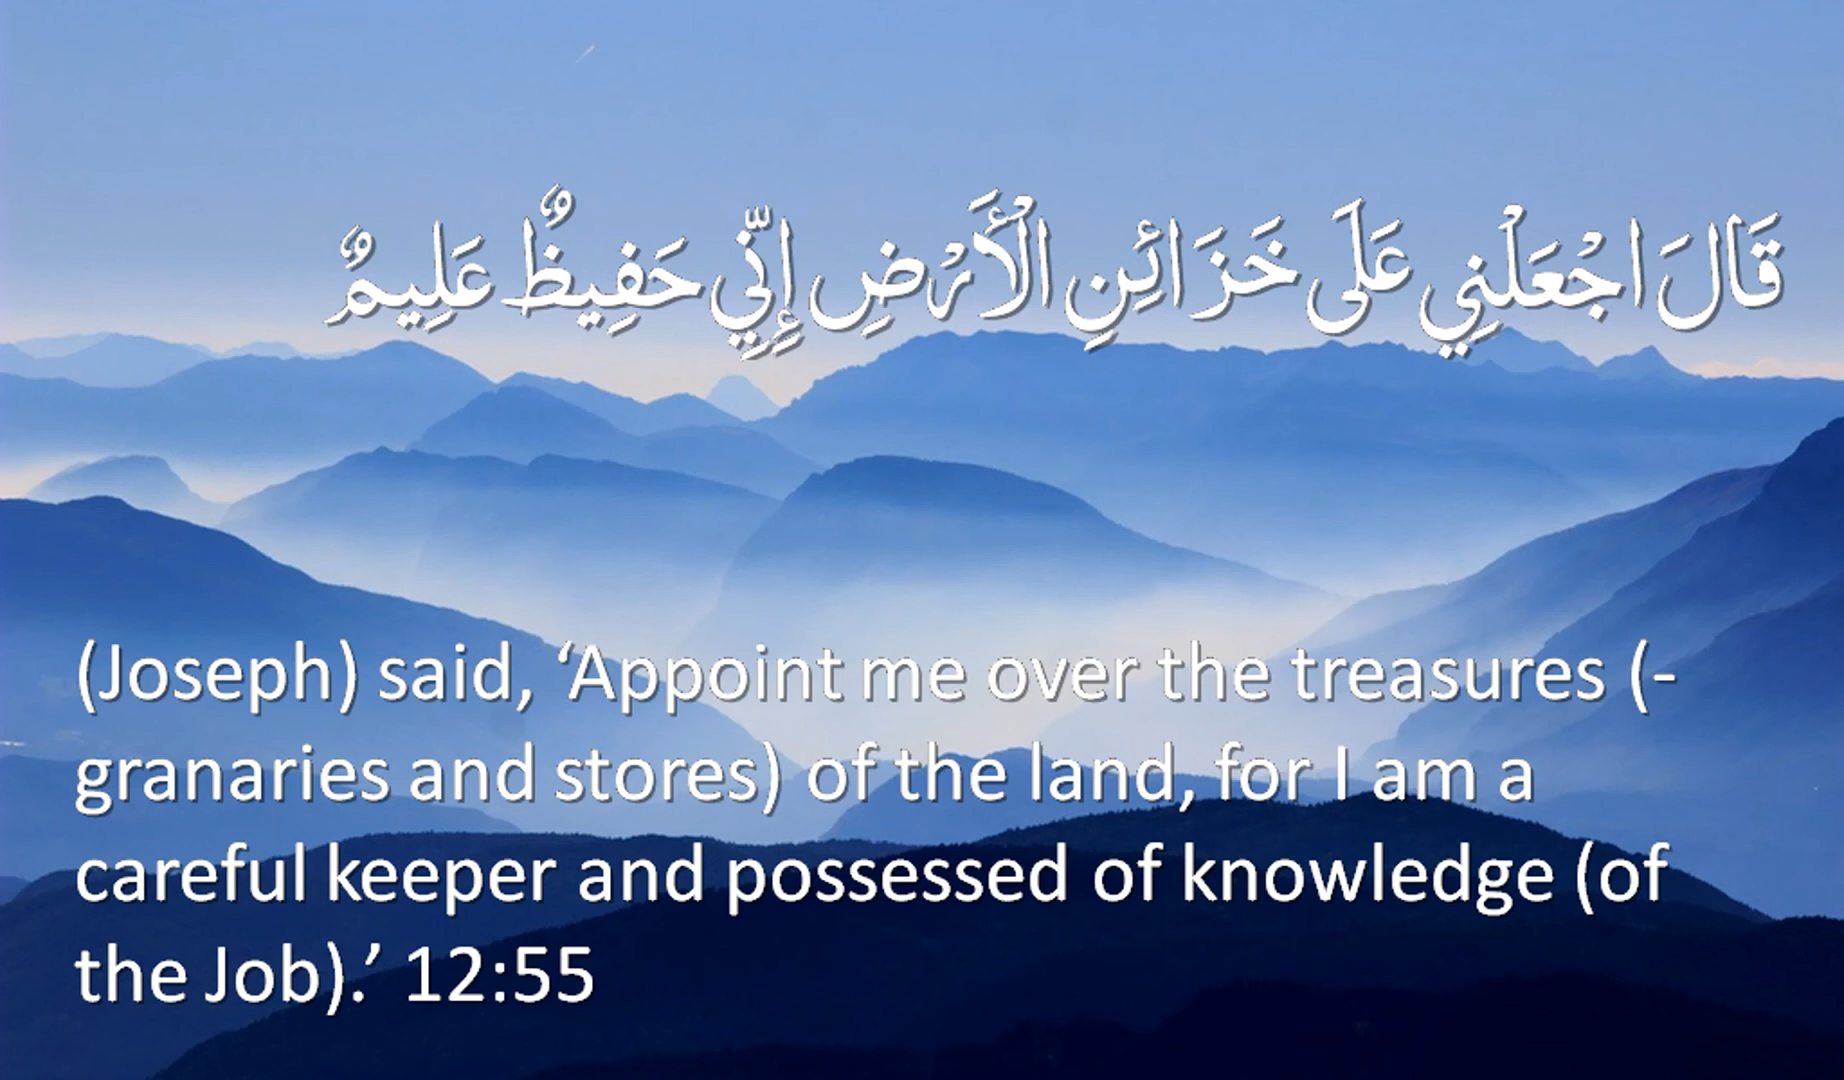 قَالَ اجْعَلْنِي عَلَى خَزَائِنِ الْأَرْضِ إِنِّي حَفِيظٌ عَلِيمٌ
(Joseph) said, ‘Appoint me over the treasures (-
granaries and stores) of the land, for I am a
careful keeper and possessed of knowledge (of
the Job).’ 12:55